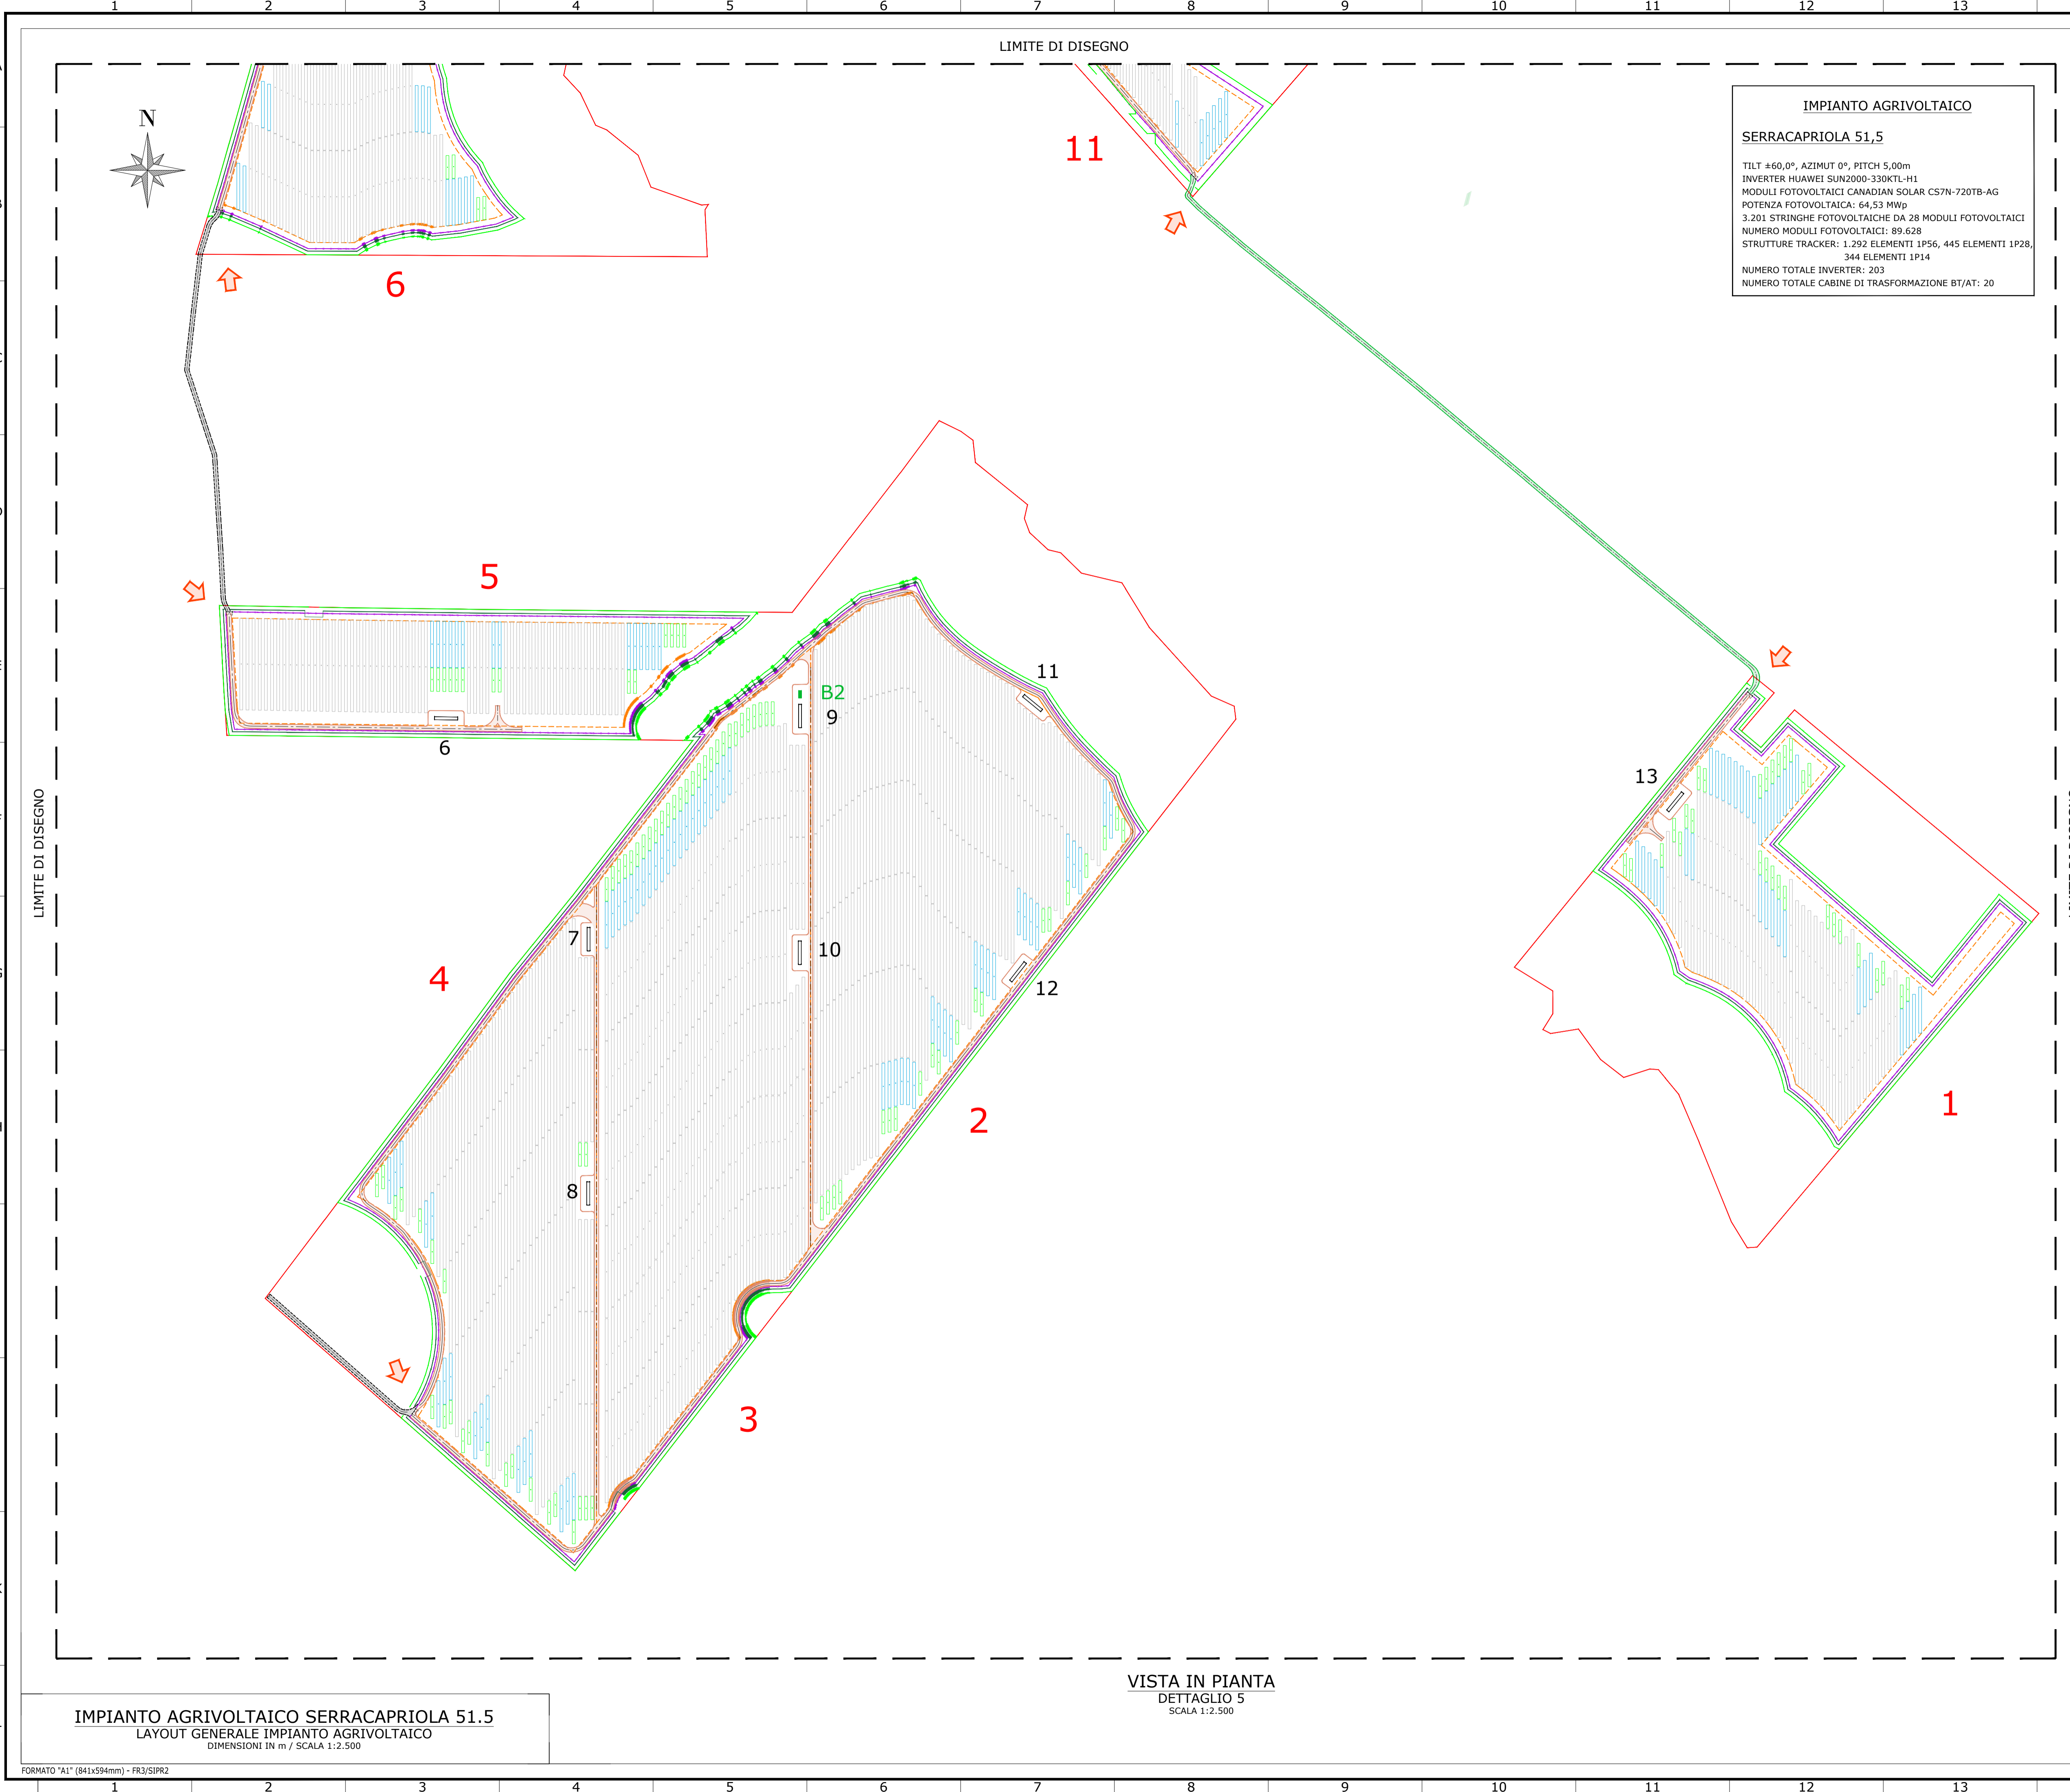 1 2 3 4 5 6 7 8 9 10 11 12 13
LIMITE DI DISEGNO
N
IMPIANTO AGRIVOLTAICO
SERRACAPRIOLA 51,5
TILT ±60,0°, AZIMUT 0°, PITCH 5,00m
INVERTER HUAWEI SUN2000-330KTL-H1
MODULI FOTOVOLTAICI CANADIAN SOLAR CS7N-720TB-AG
POTENZA FOTOVOLTAICA: 64,53 MWp
3.201 STRINGHE FOTOVOLTAICHE DA 28 MODULI FOTOVOLTAICI
NUMERO MODULI FOTOVOLTAICI: 89.628
STRUTTURE TRACKER: 1.292 ELEMENTI 1P56, 445 ELEMENTI 1P28,
344 ELEMENTI 1P14
NUMERO TOTALE INVERTER: 203
NUMERO TOTALE CABINE DI TRASFORMAZIONE BT/AT: 20
11
6
5
11
B2
9
6
13
LIMITE DI DISEGNO
7
10
4
12
1
2
8
3
VISTA IN PIANTA
DETTAGLIO 5
SCALA 1:2.500
IMPIANTO AGRIVOLTAICO SERRACAPRIOLA 51.5
LAYOUT GENERALE IMPIANTO AGRIVOLTAICO
DIMENSIONI IN m / SCALA 1:2.500
FORMATO "A1" (841x594mm) - FR3/SIPR2
1 2 3 4 5 6 7 8 9 10 11 12 13